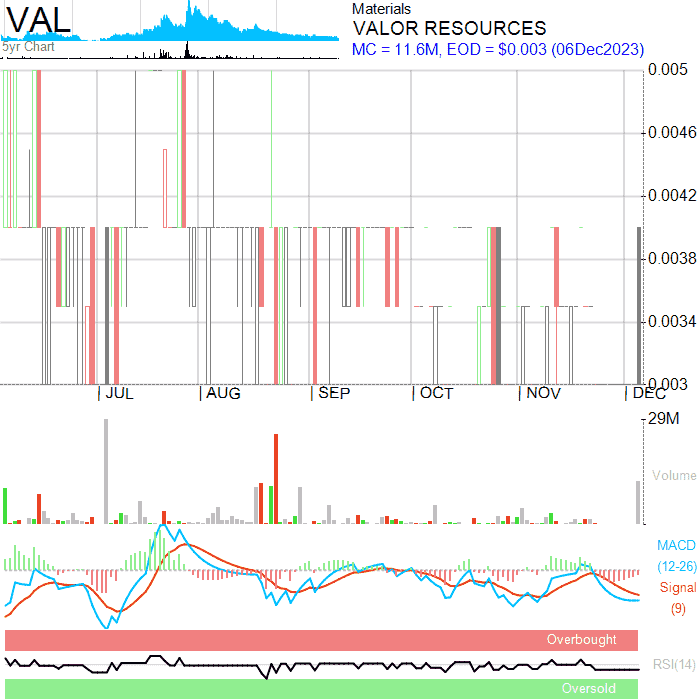 VAL
5yr Chart
Materials
VALOR RESOURCES
MC = 11.6M, EOD = $0.003 (06Dec2023)
0.005
0.0046
0.0042
0.0038
0.0034
0.003
JUL AUG SEP OCT NOV DEC
29M
Volume
MACD
(12-26)
Signal
(9)
Overbought
RSI(14)
Oversold